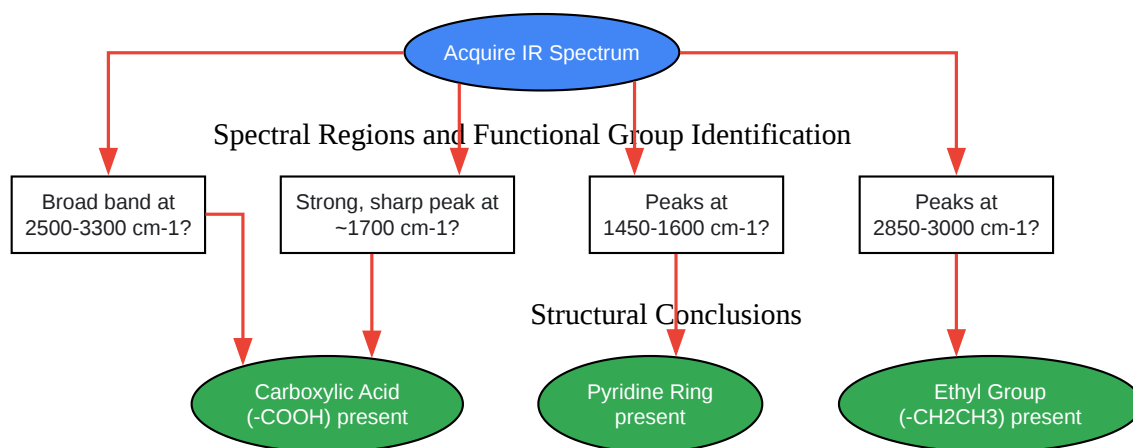 Acquire IR Spectrum
Spectral Regions and Functional Group Identification
Broad band at
2500-3300 cm-1?
Strong, sharp peak at
~1700 cm-1?
Peaks at
1450-1600 cm-1?
Peaks at
2850-3000 cm-1?
Structural Conclusions
Carboxylic Acid
(-COOH) present
Pyridine Ring
present
Ethyl Group
(-CH2CH3) present